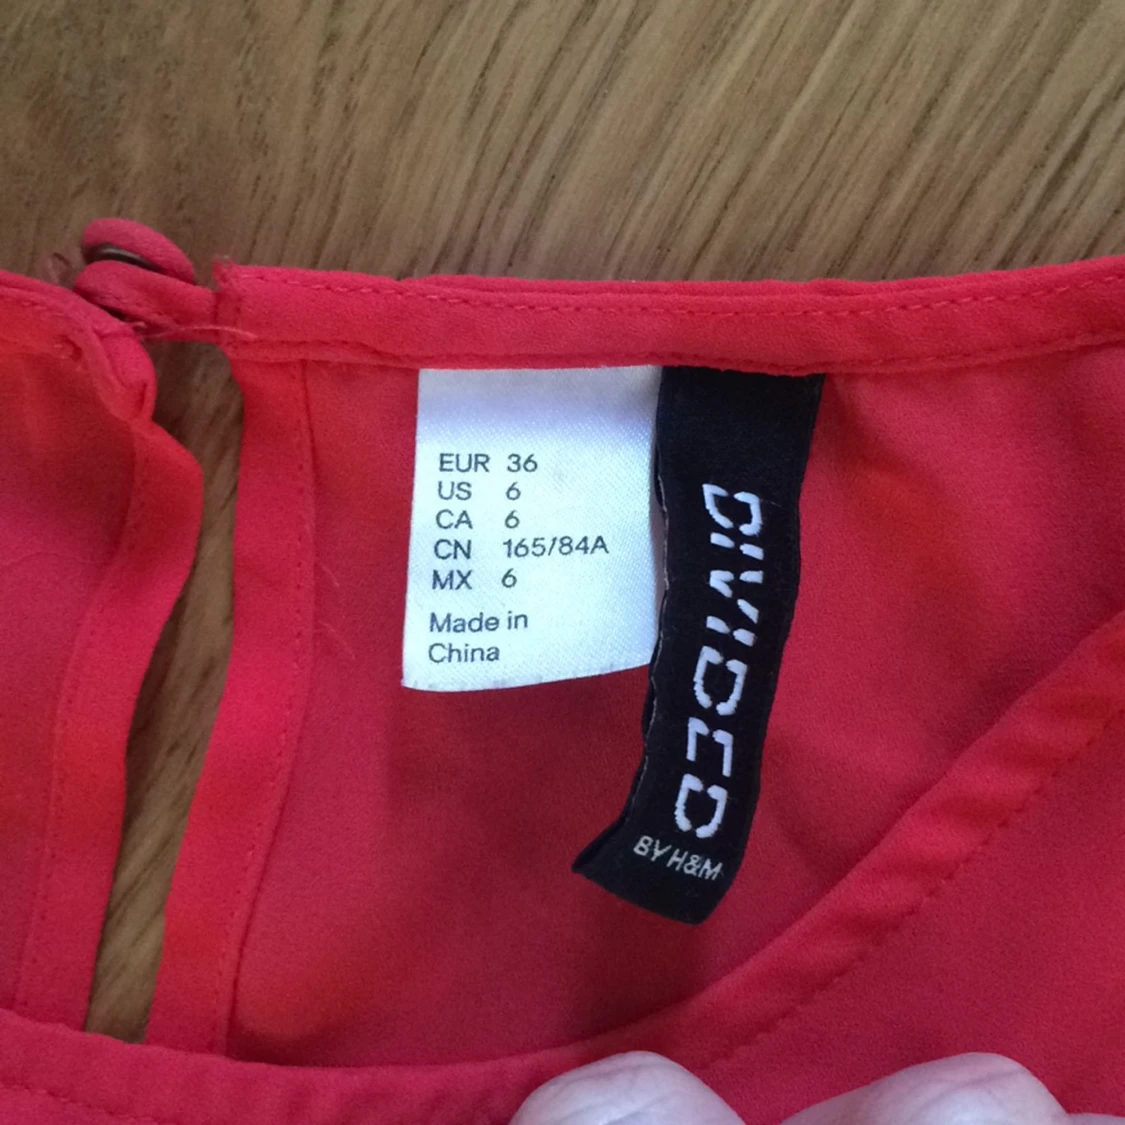 EUR 36
US 6
CA 6
CN 165/84A
MX 6
Made in
China
DIVIDED
BY H&M